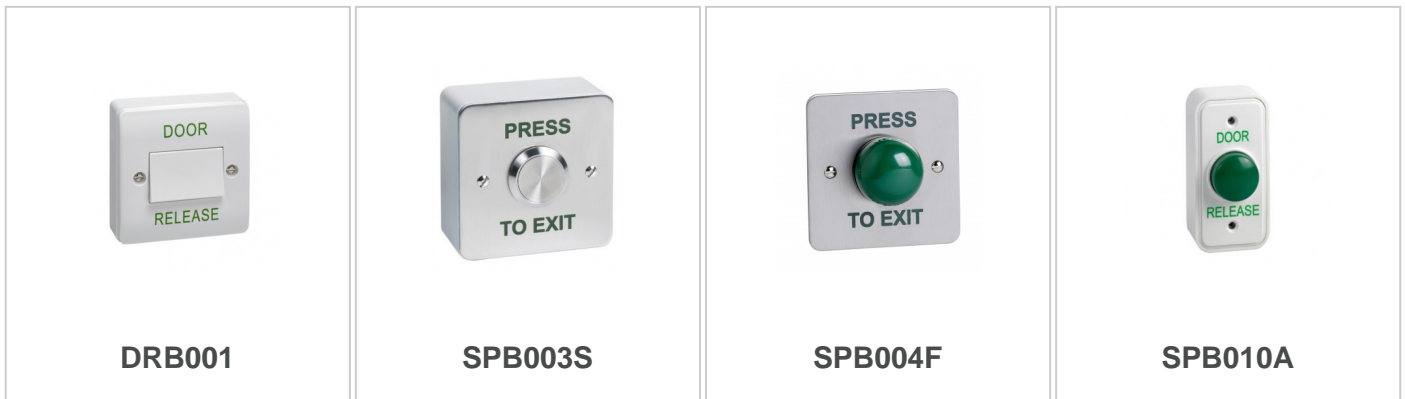 DOOR
RELEASE
DRB001
PRESS
TO EXIT
SPB003S
PRESS
TO EXIT
SPB004F
DOOR
RELEASE
SPB010A